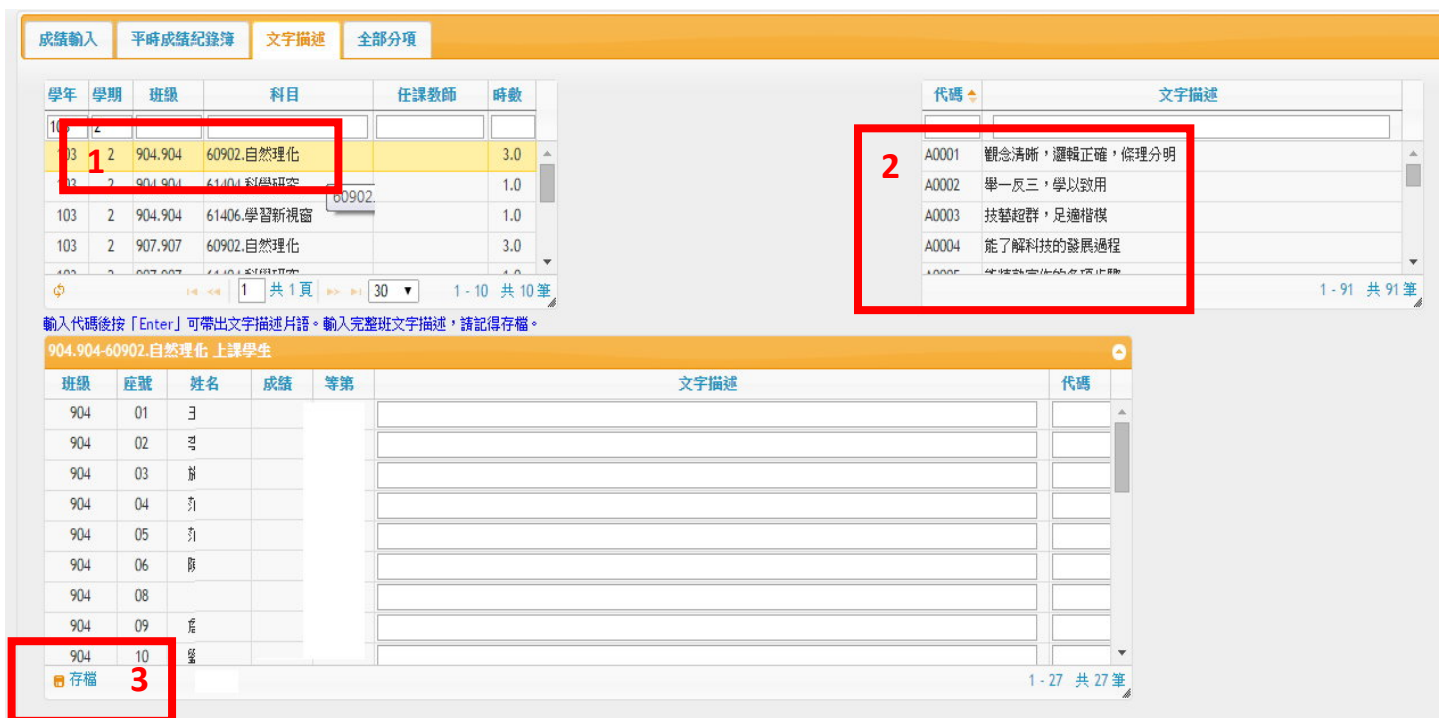 成績輸入 平時成績紀錄簿 文字描述 全部分項
學年 學期 班級 科目 任課教師 時數
103 2
103 2 904.904 60902.自然理化 3.0
103 2 904.904 61404.科學研究 1.0
60902.
103 2 904.904 61406.學習新視窗 1.0
103 2 907.907 60902.自然理化 3.0
1 共 1 頁 30 1 - 10 共 10 筆
1
代碼 文字描述
A0001 觀念清晰，邏輯正確，條理分明
A0002 舉一反三，學以致用
A0003 技藝超群，足適楷模
A0004 能了解科技的發展過程
1 - 91 共 91 筆
2
輸入代碼後按「Enter」可帶出文字描述片語。輸入完整班文字描述，請記得存檔。
904.904-60902.自然理化 上課學生
班級 座號 姓名 成績 等第 文字描述 代碼
904 01
904 02
904 03
904 04
904 05
904 06
904 08
904 09
904 10
存檔 1 - 27 共 27 筆
3